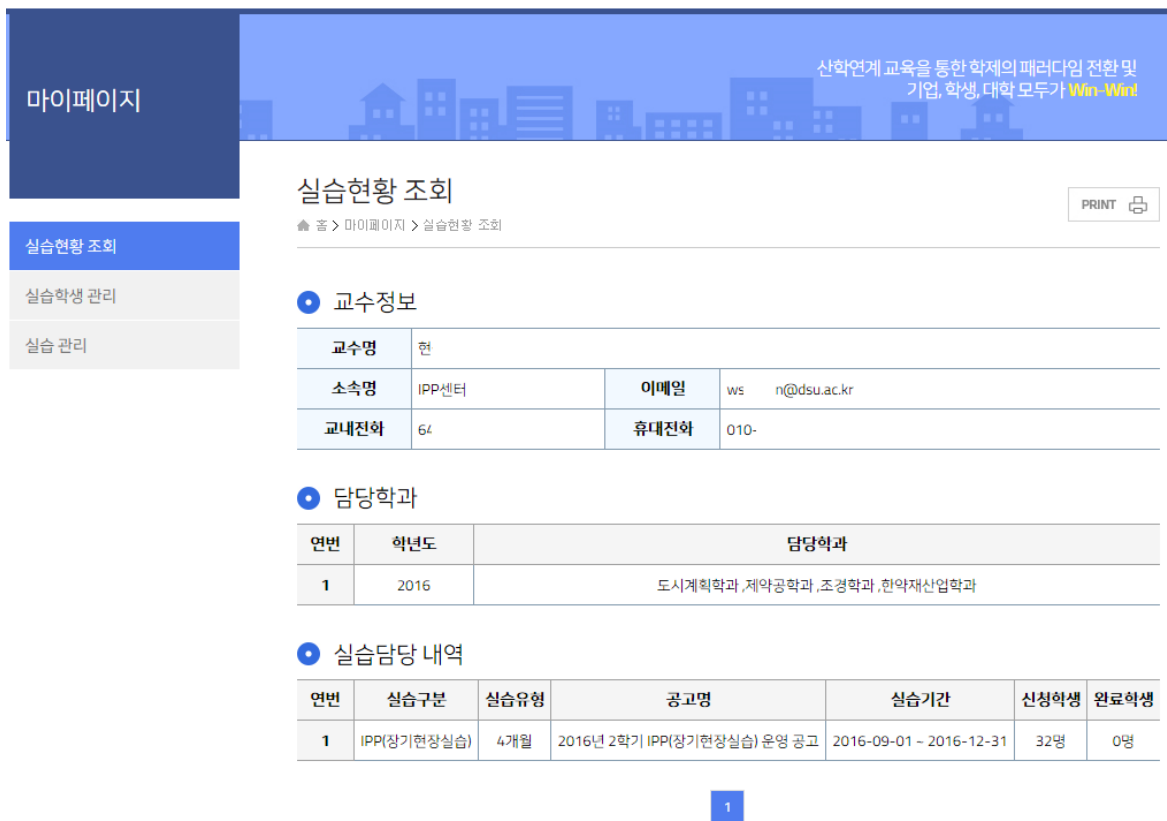 마이페이지
산학연계 교육을 통한 학제의 패러다임 전환 및
기업, 학생, 대학 모두가 Win-Win!
실습현황 조회
실습학생 관리
실습 관리
실습현황 조회
PRINT
홈 > 마이페이지 > 실습현황 조회
교수정보
교수명 현
소속명 IPP센터 이메일 ws n@dsu.ac.kr
교내전화 64 휴대전화 010-
담당학과
연번 학년도 담당학과
1 2016 도시계획학과 ,제약공학과 ,조경학과 ,한약재산업학과
실습담당 내역
연번 실습구분 실습유형 공고명 실습기간 신청학생 완료학생
1 IPP(장기현장실습) 4개월 2016년 2학기 IPP(장기현장실습) 운영 공고 2016-09-01 ~ 2016-12-31 32명 0명
1